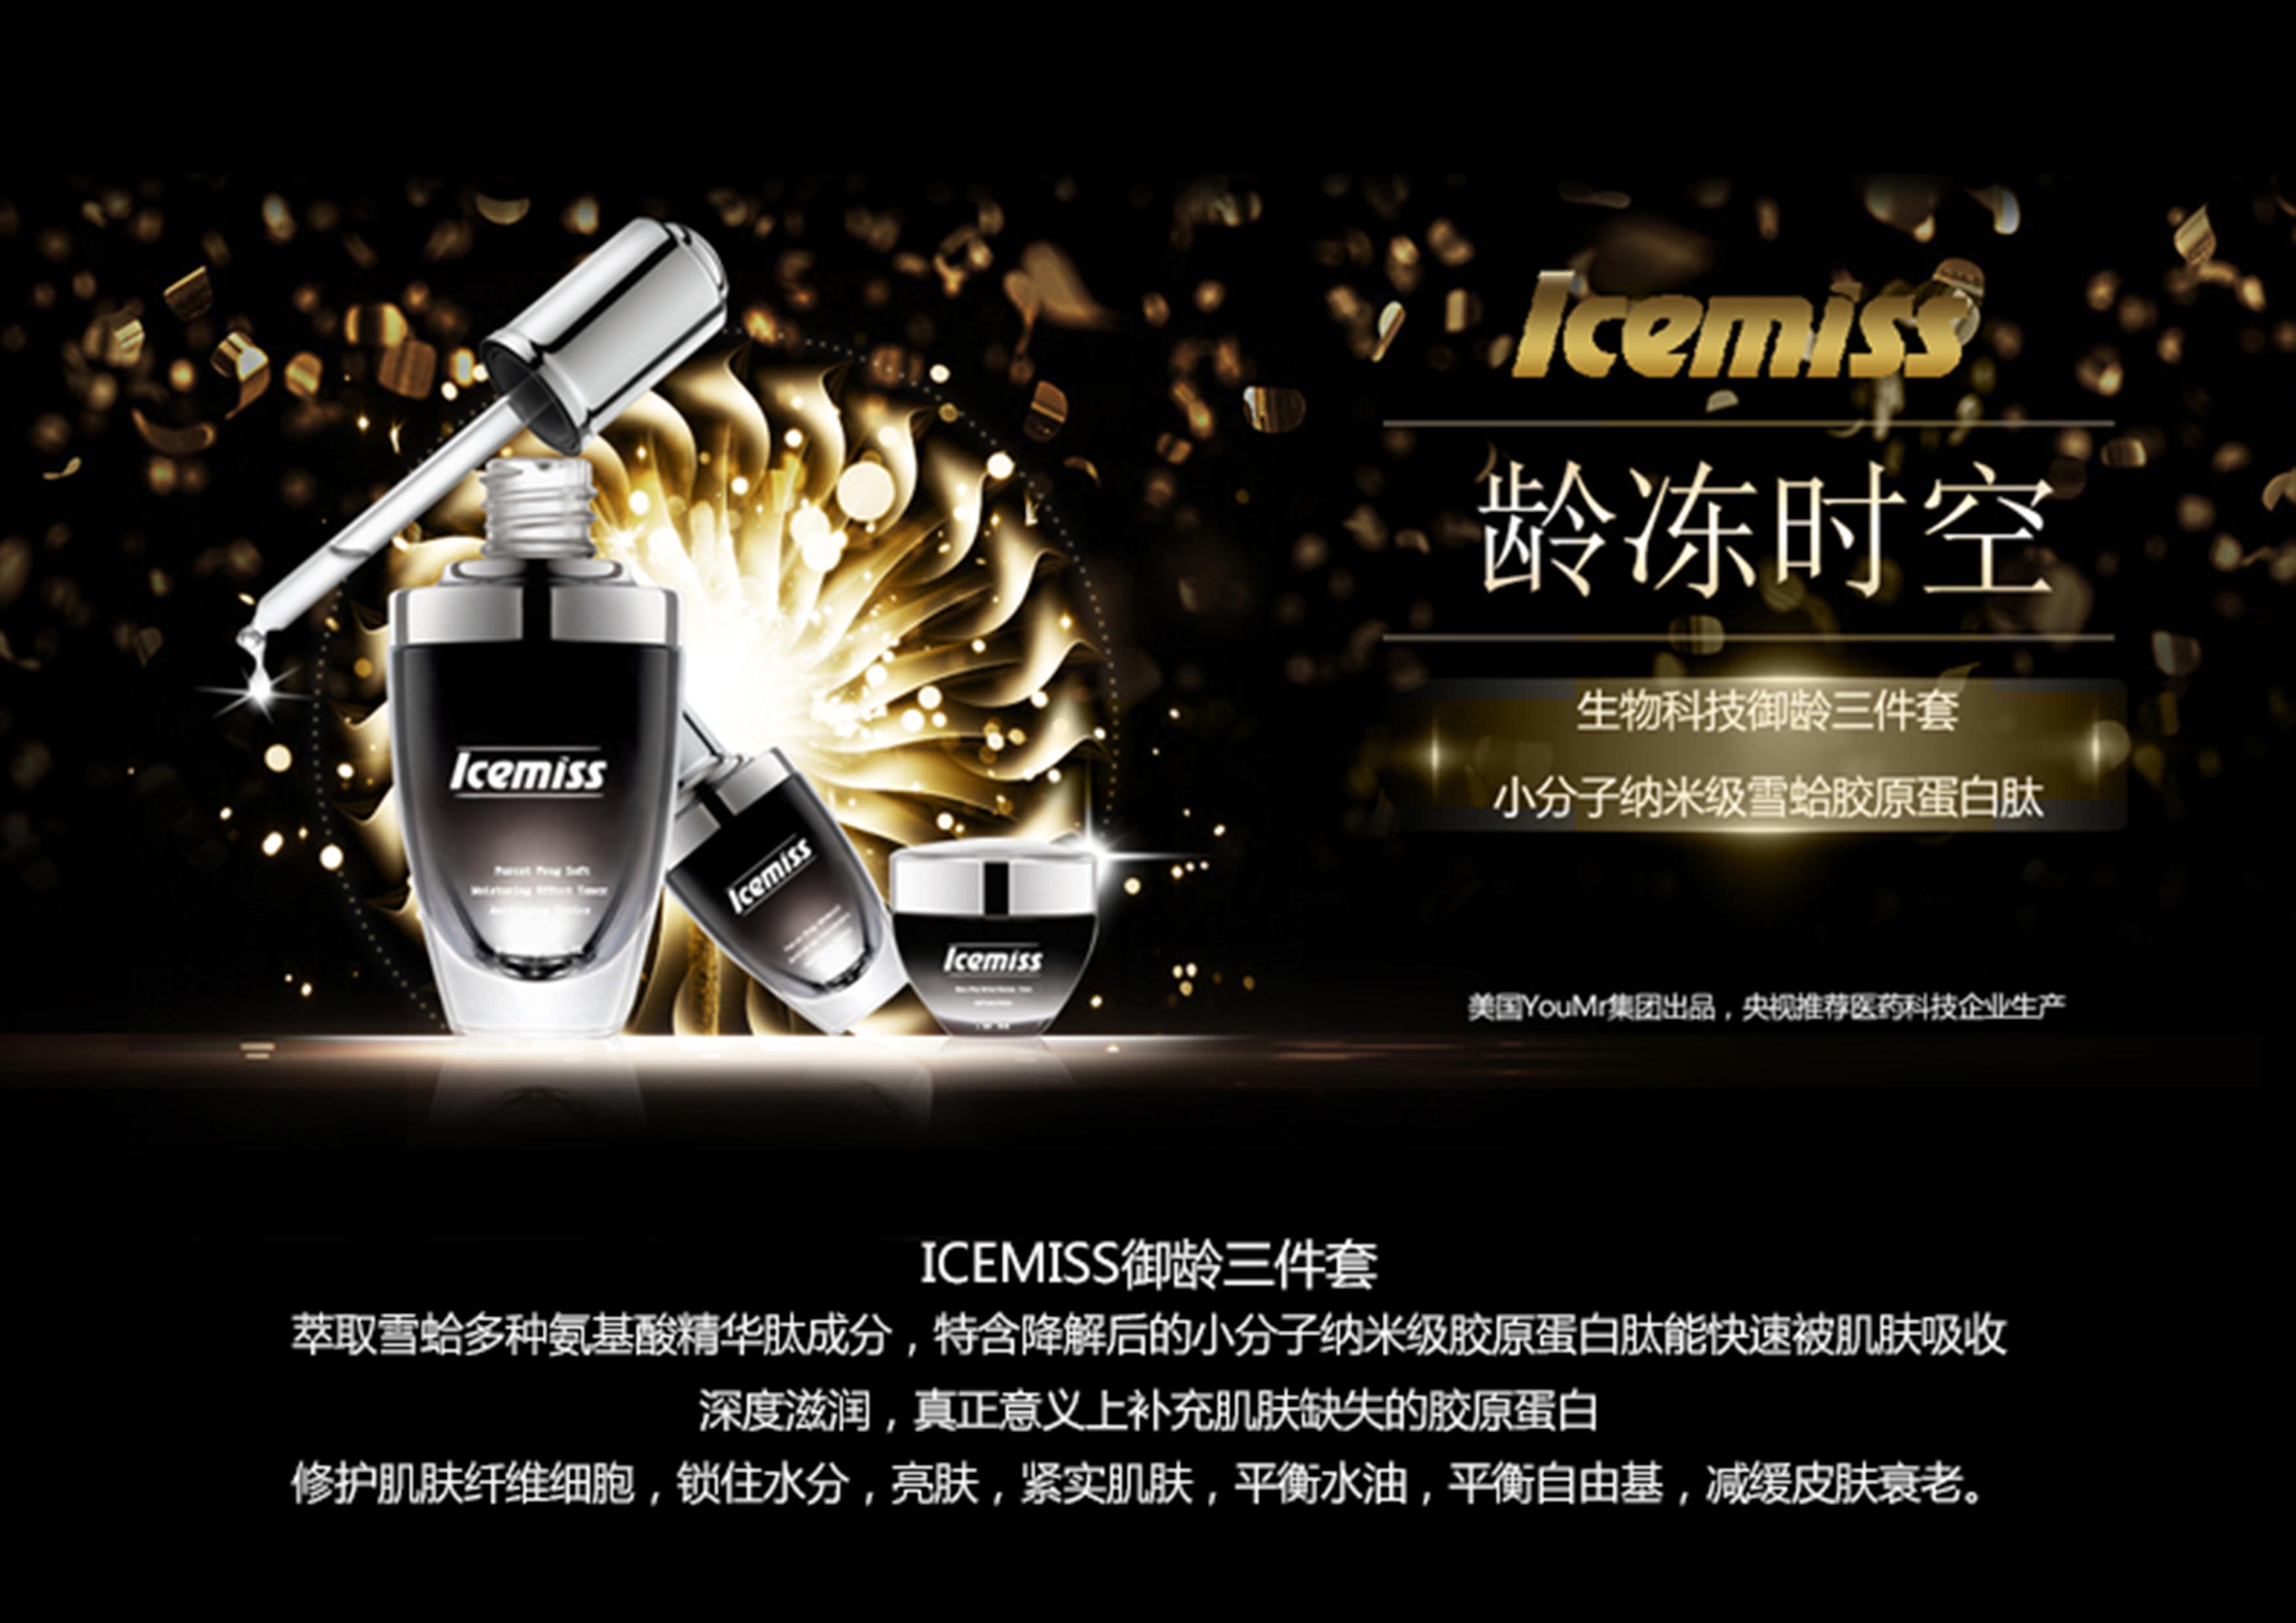 Icemiss
龄冻时空
生物科技御龄三件套
小分子纳米级雪蛤胶原蛋白肽
美国YouMr集团出品，央视推荐医药科技企业生产
Icemiss
Icemiss
Icemiss
ICEMISS御龄三件套
萃取雪蛤多种氨基酸精华肽成分，特含降解后的小分子纳米级胶原蛋白肽能快速被肌肤吸收
深度滋润，真正意义上补充肌肤缺失的胶原蛋白
修护肌肤纤维细胞，锁住水分，亮肤，紧实肌肤，平衡水油，平衡自由基，减缓皮肤衰老。